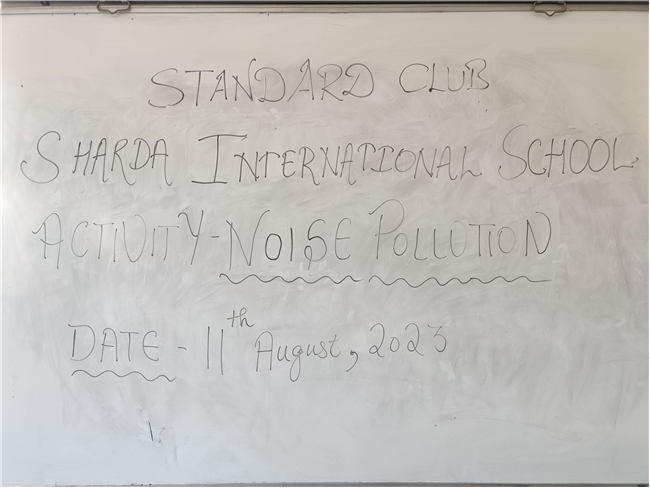 STANDARD CLUB
SHARDA INTERNATIONAL SCHOOL
ACTIVITY-NOISE POLLUTION
DATE - 11th August, 2023